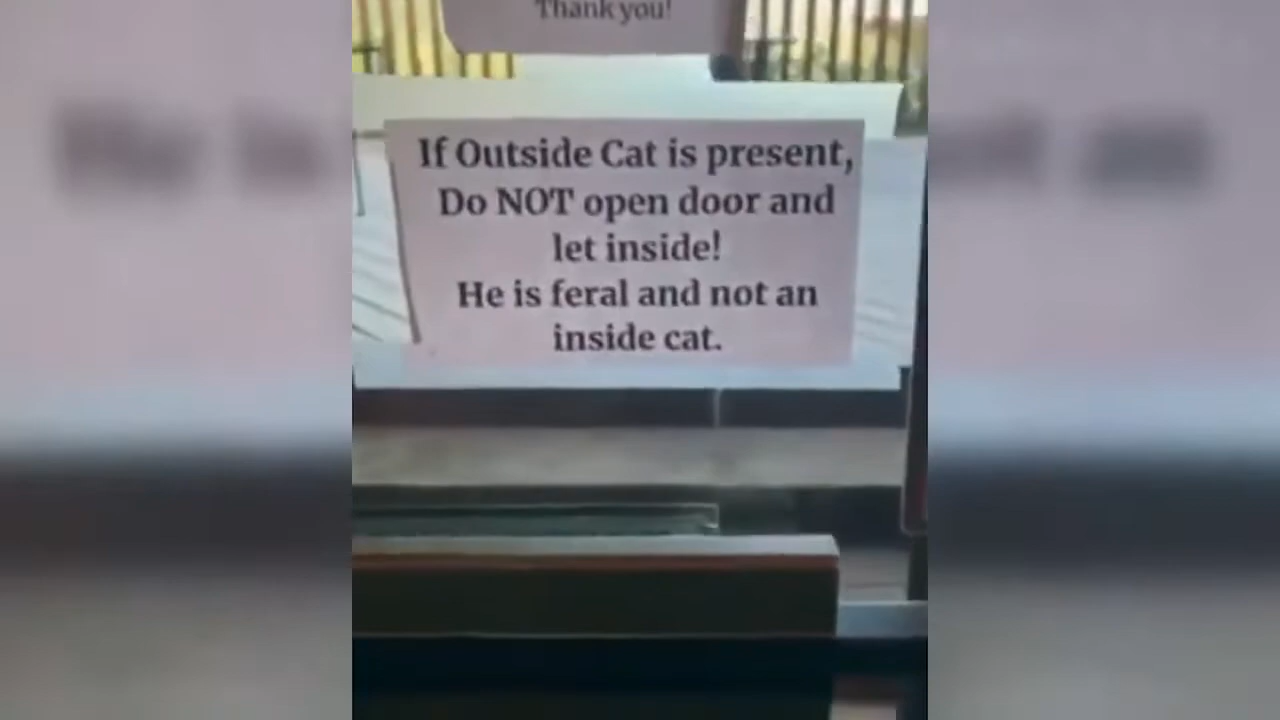 Thank you!
If Outside Cat is present,
Do NOT open door and
let inside!
He is feral and not an
inside cat.